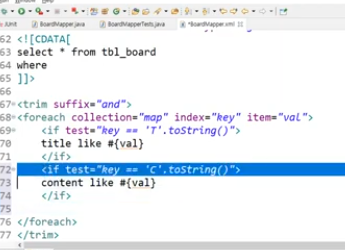 JUnit BoardMapper.java BoardMapperTests.java *BoardMapper.xml
62 <![CDATA[
63 select * from tbl_board
64 where
65 ]]>
66
67 <trim suffix="and">
68 <foreach collection="map" index="key" item="val">
69 <if test="key == 'T'.toString()">
70 title like #{val}
71 </if>
72 <if test="key == 'C'.toString()">
73 content like #{val}
74 </if>
75
76 </foreach>
77 </trim>